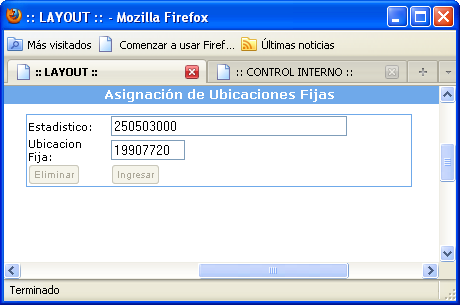 :: LAYOUT :: - Mozilla Firefox
Más visitados Comenzar a usar Firef... Últimas noticias
:: LAYOUT :: :: CONTROL INTERNO ::
Asignación de Ubicaciones Fijas
Estadistico: 250503000
Ubicacion
Fija: 19907720
Eliminar Ingresar
Terminado